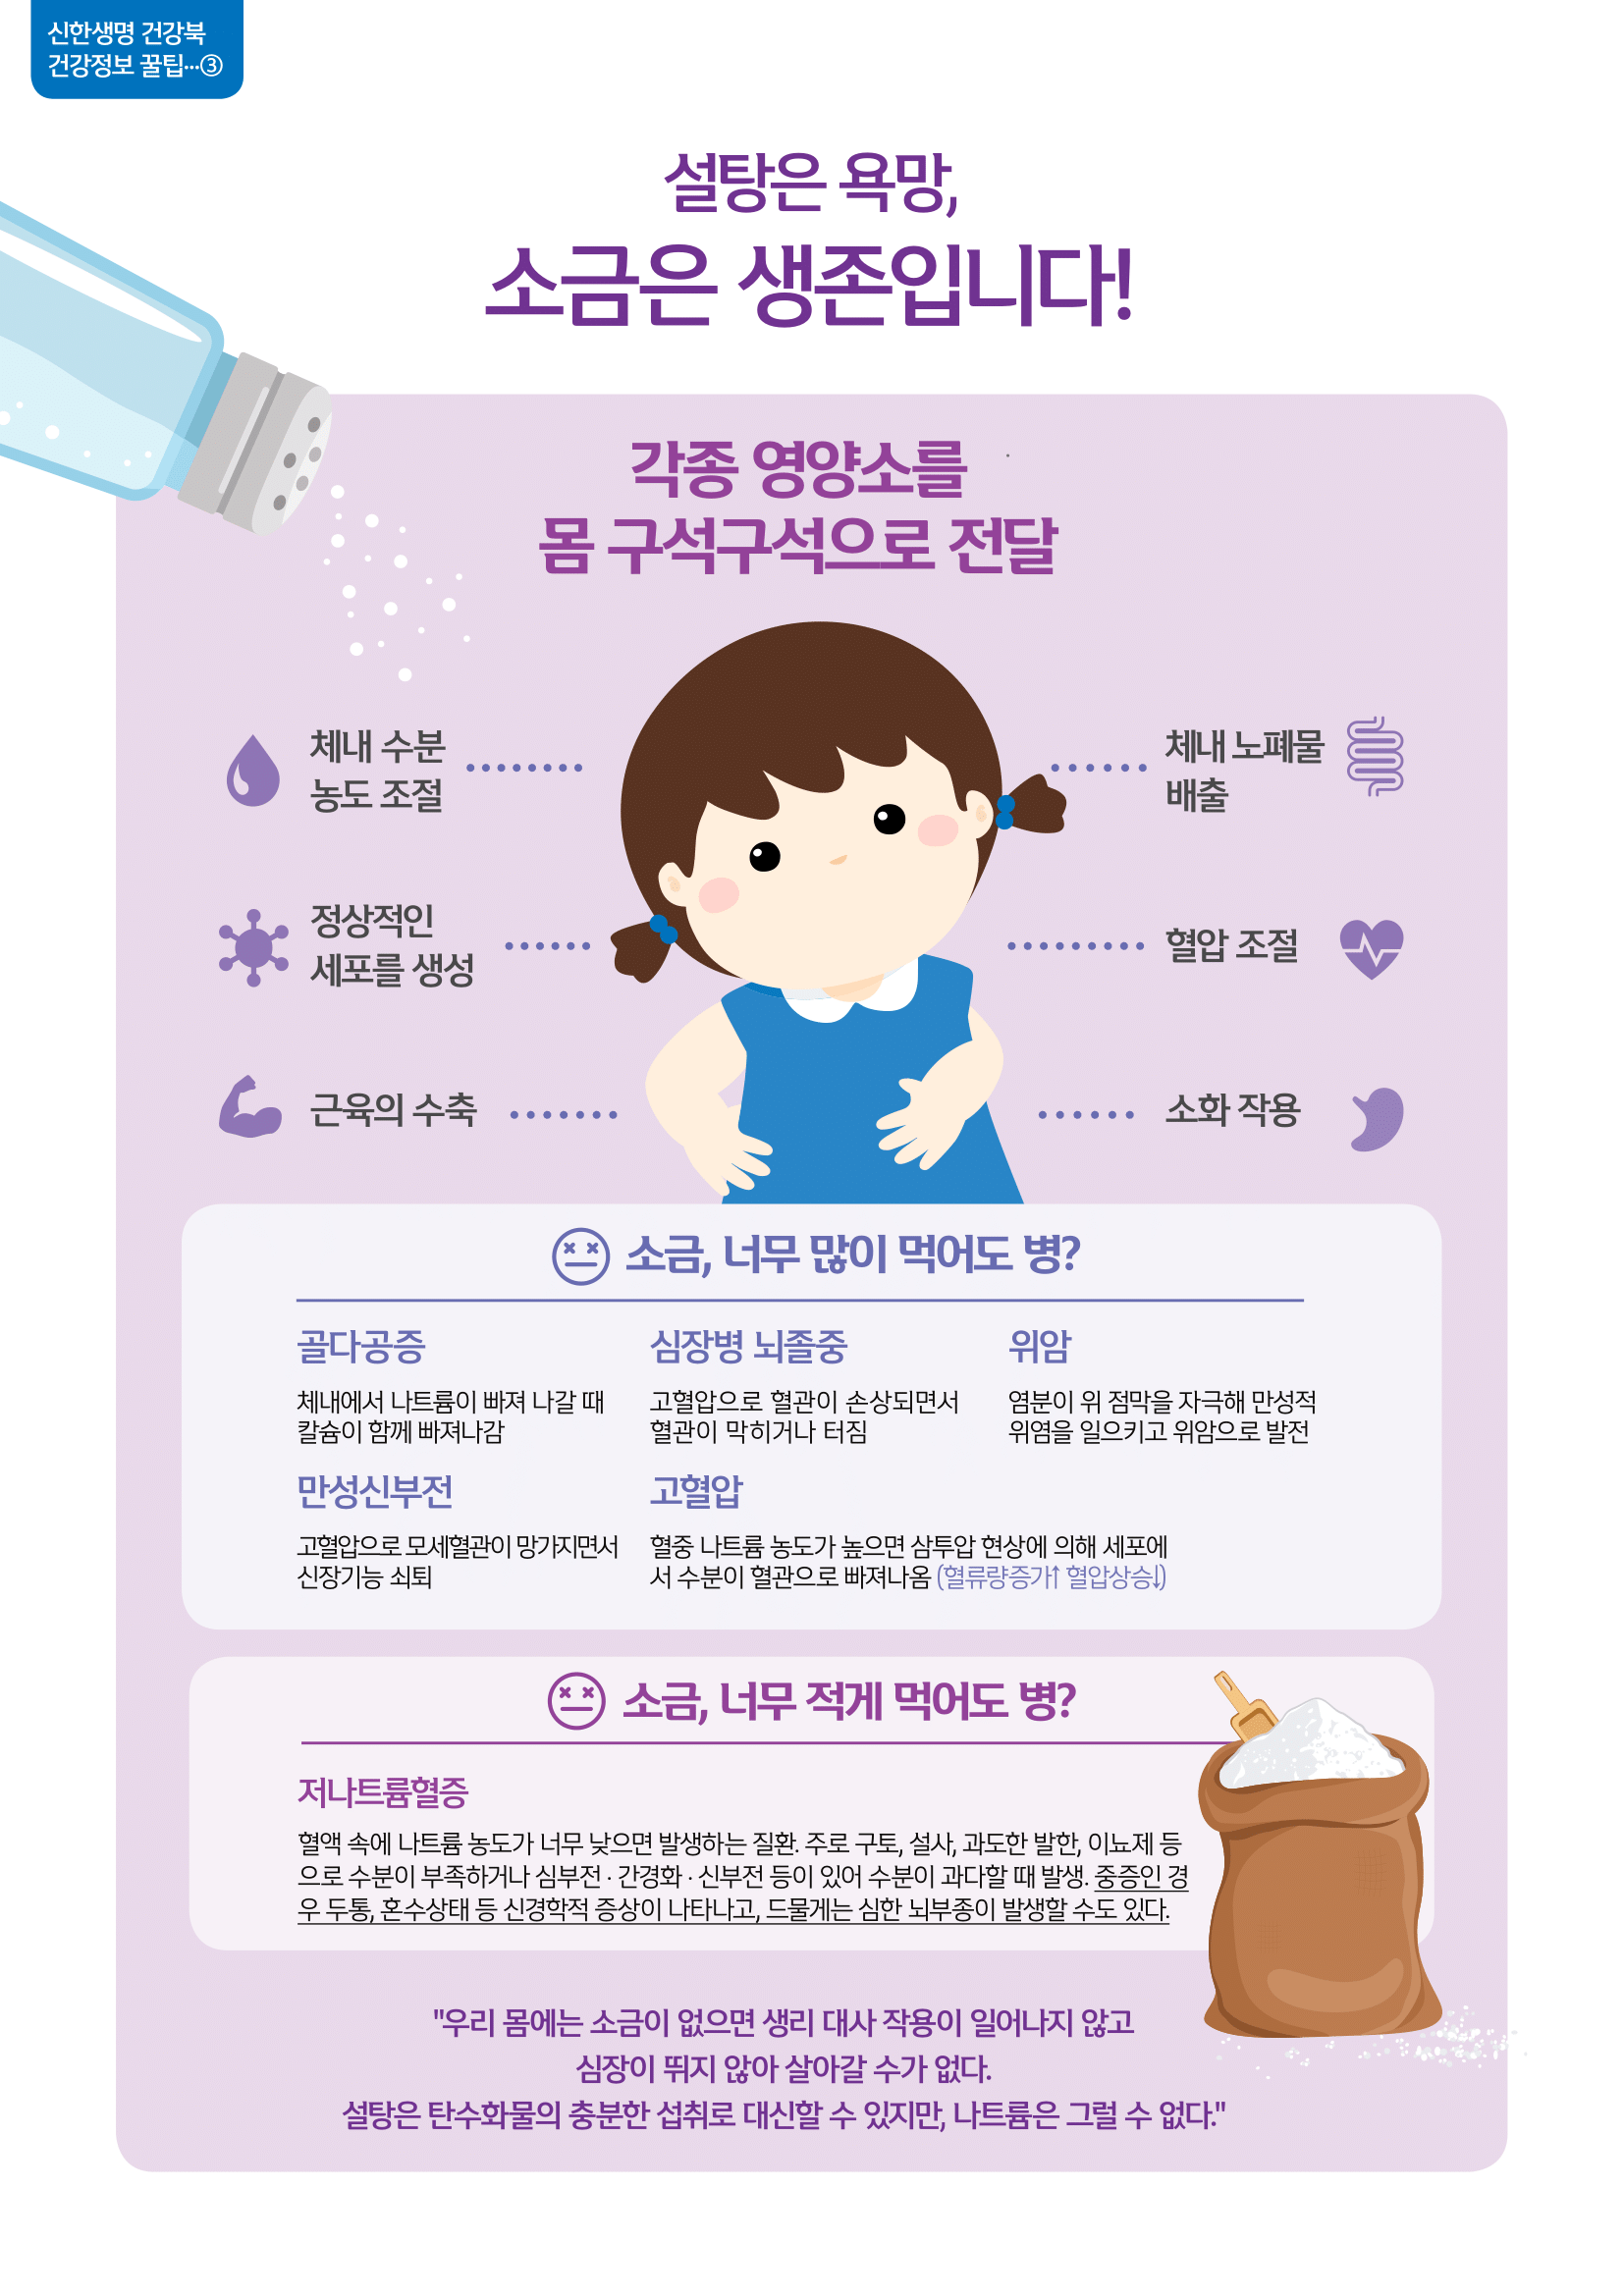 신한생명 건강북
건강정보 꿀팁…③
설탕은 욕망,
소금은 생존입니다!
각종 영양소를
몸 구석구석으로 전달
체내 수분
농도 조절
체내 노폐물
배출
정상적인
세포를 생성
혈압 조절
근육의 수축
소화 작용
소금, 너무 많이 먹어도 병?
골다공증
체내에서 나트륨이 빠져 나갈 때
칼슘이 함께 빠져나감
심장병 뇌졸중
고혈압으로 혈관이 손상되면서
혈관이 막히거나 터짐
위암
염분이 위 점막을 자극해 만성적
위염을 일으키고 위암으로 발전
만성신부전
고혈압으로 모세혈관이 망가지면서
신장기능 쇠퇴
고혈압
혈중 나트륨 농도가 높으면 삼투압 현상에 의해 세포에
서 수분이 혈관으로 빠져나옴 (혈류량증가↑ 혈압상승↓)
소금, 너무 적게 먹어도 병?
저나트륨혈증
혈액 속에 나트륨 농도가 너무 낮으면 발생하는 질환. 주로 구토, 설사, 과도한 발한, 이뇨제 등
으로 수분이 부족하거나 심부전 · 간경화 · 신부전 등이 있어 수분이 과다할 때 발생. 중증인 경
우 두통, 혼수상태 등 신경학적 증상이 나타나고, 드물게는 심한 뇌부종이 발생할 수도 있다.
"우리 몸에는 소금이 없으면 생리 대사 작용이 일어나지 않고
심장이 뛰지 않아 살아갈 수가 없다.
설탕은 탄수화물의 충분한 섭취로 대신할 수 있지만, 나트륨은 그럴 수 없다."